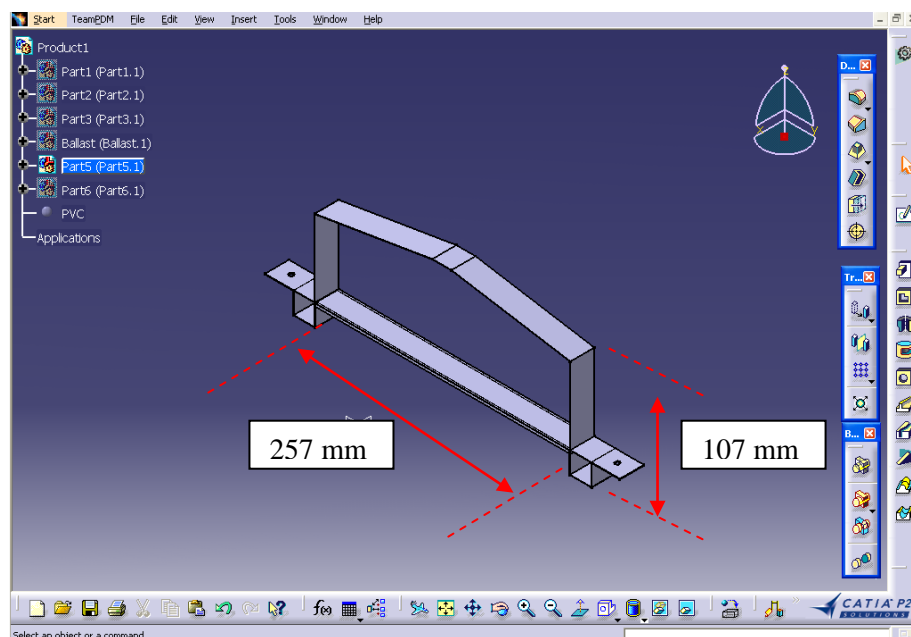 Start TeamPDM File Edit View Insert Tools Window Help
Product1
Part1 (Part1.1)
Part2 (Part2.1)
Part3 (Part3.1)
Ballast (Ballast.1)
Part5 (Part5.1)
Part6 (Part6.1)
PVC
Applications
D...
Tr...
B...
257 mm
107 mm
f(x)
CATIA P2
SOLUTIONS
Select an object or a command